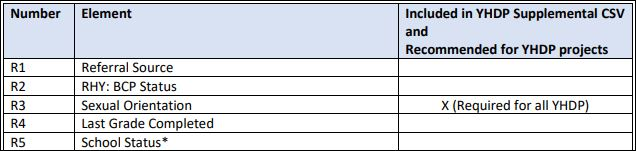 Number Element Included in YHDP Supplemental CSV
and
Recommended for YHDP projects
R1 Referral Source
R2 RHY: BCP Status
R3 Sexual Orientation X (Required for all YHDP)
R4 Last Grade Completed
R5 School Status*